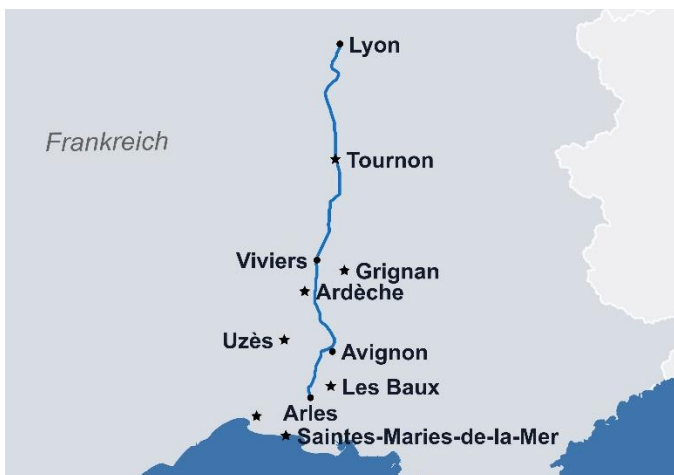 Lyon
Frankreich
Tournon
Viviers
Grignan
Ardèche
Uzès
Avignon
Les Baux
Arles
Saintes-Maries-de-la-Mer